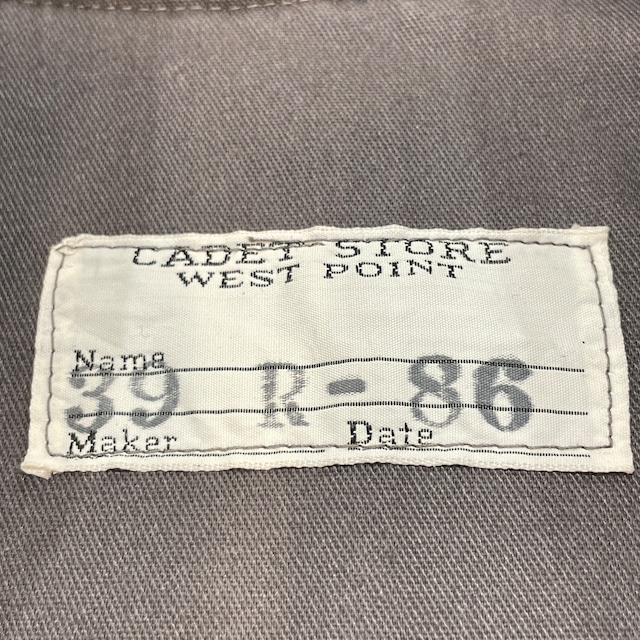 CADET STORE
WEST POINT
Name
39 R-86
Maker Date